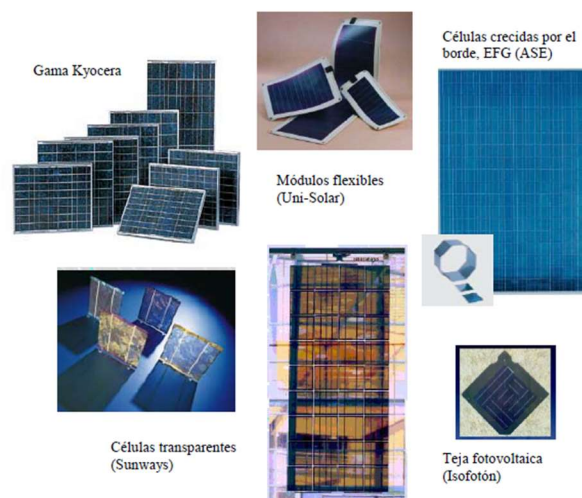 Gama Kyocera
Módulos flexibles
(Uni-Solar)
Células crecidas por el
borde, EFG (ASE)
Células transparentes
(Sunways)
Teja fotovoltaica
(Isofotón)